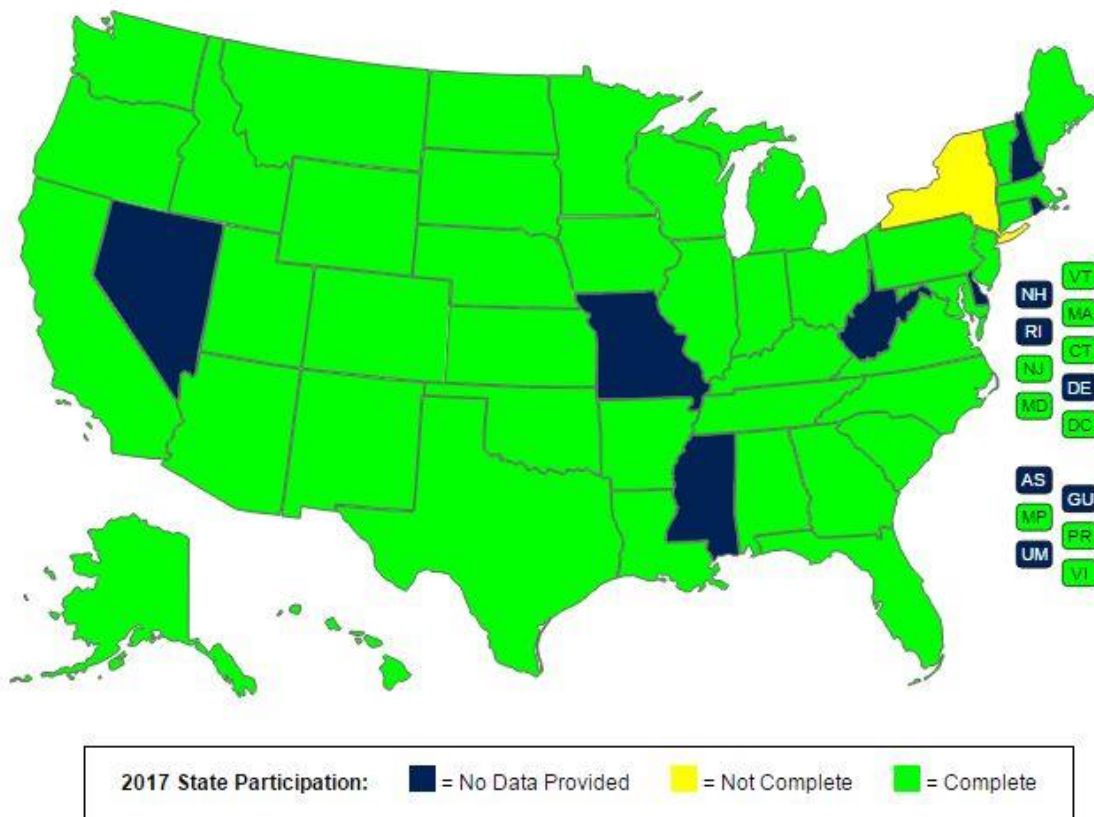 VT
NH
MA
RI
CT
NJ
DE
MD
DC
AS
GU
MP
PR
UM
VI
2017 State Participation: = No Data Provided = Not Complete = Complete